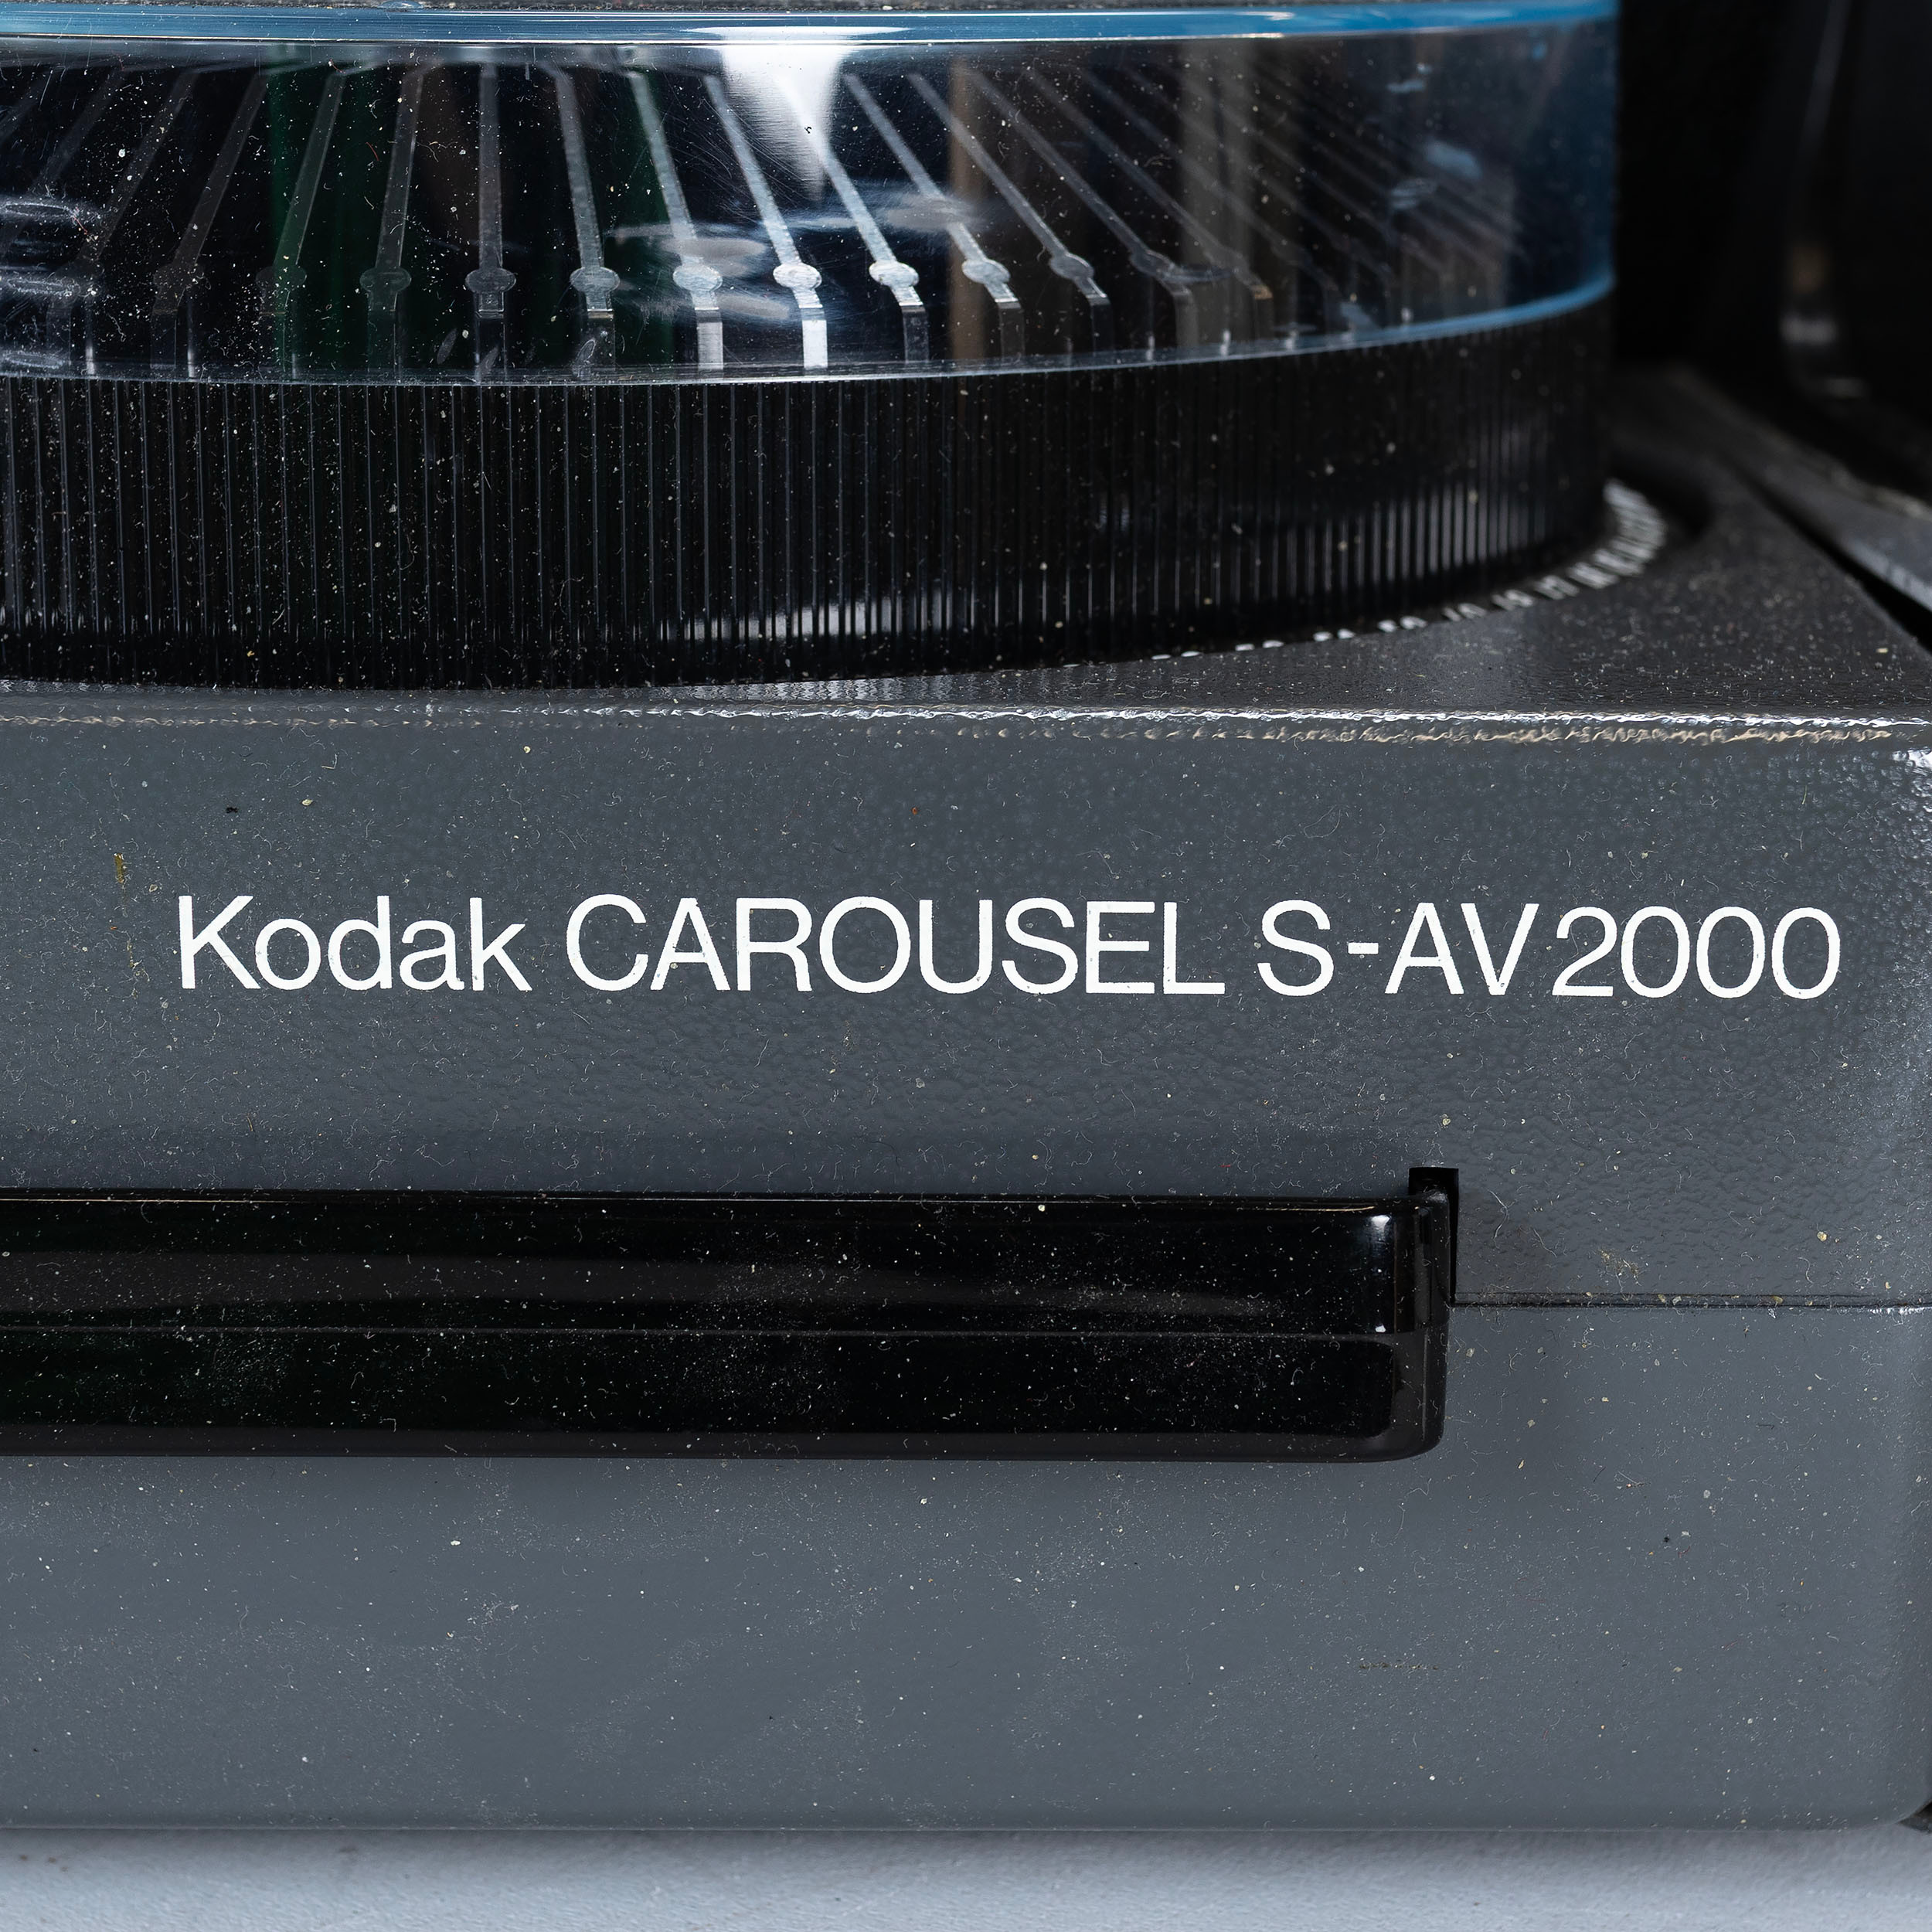 Kodak CAROUSEL S-AV 2000